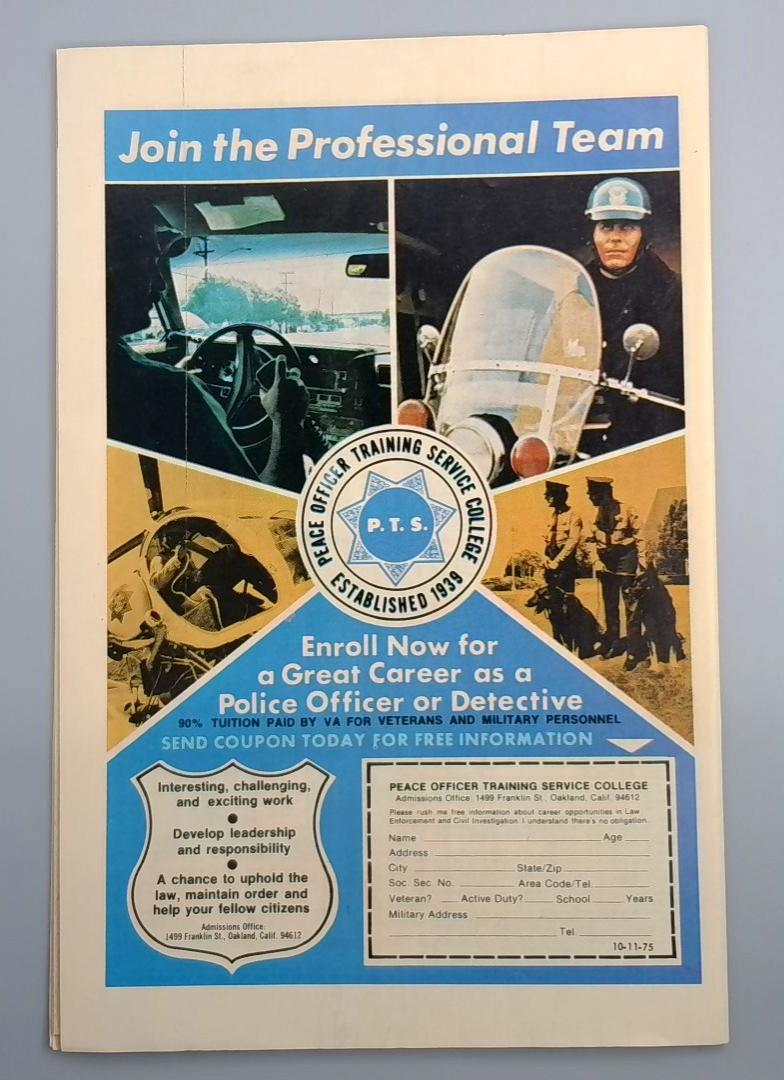 Join the Professional Team
PEACE OFFICER TRAINING SERVICE COLLEGE
P.T.S.
ESTABLISHED 1939
Enroll Now for
a Great Career as a
Police Officer or Detective
90% TUITION PAID BY VA FOR VETERANS AND MILITARY PERSONNEL
SEND COUPON TODAY FOR FREE INFORMATION
Interesting, challenging,
and exciting work
Develop leadership
and responsibility
A chance to uphold the
law, maintain order and
help your fellow citizens
Admissions Office:
1499 Franklin St., Oakland, Calif. 94612
PEACE OFFICER TRAINING SERVICE COLLEGE
Admissions Office: 1499 Franklin St., Oakland, Calif. 94612
Please rush me free information about career opportunities in Law
Enforcement and Civil Investigation. I understand there's no obligation.
Name Age
Address
City State/Zip
Soc. Sec. No. Area Code/Tel.
Veteran? Active Duty? School Years
Military Address
Tel.
10-11-75